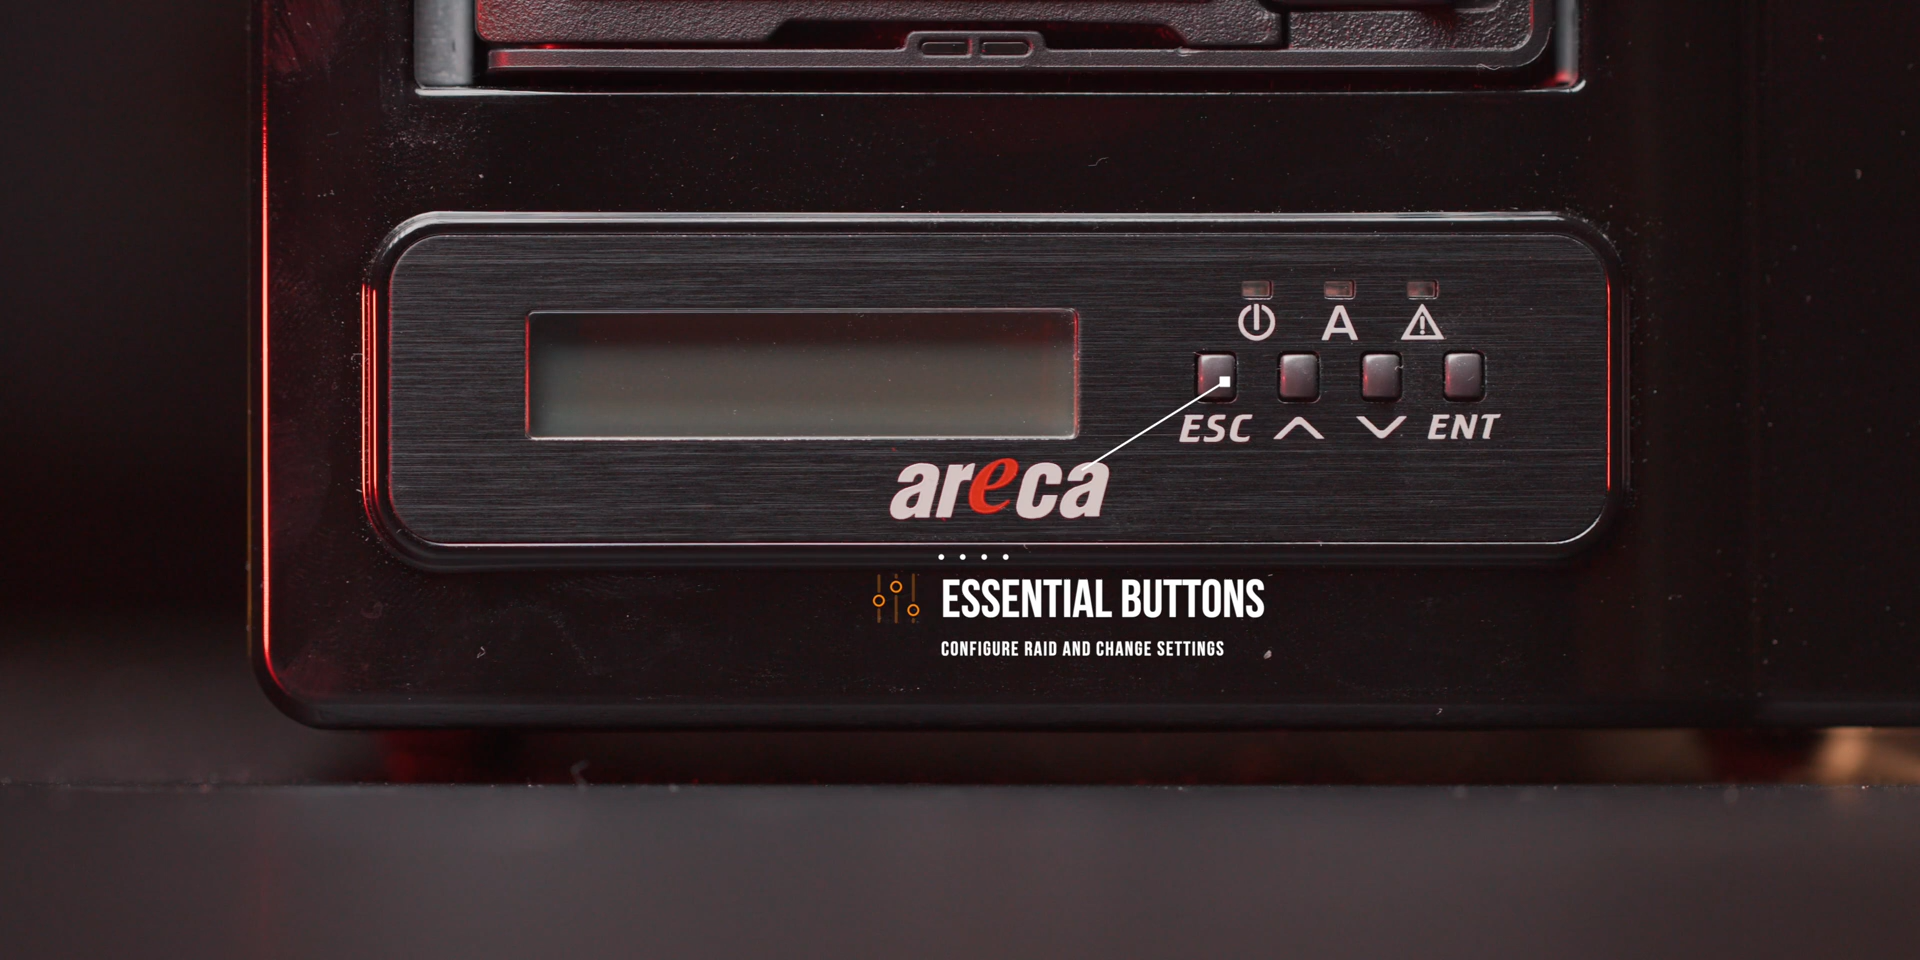 A
ESC ENT
areca
ESSENTIAL BUTTONS
CONFIGURE RAID AND CHANGE SETTINGS